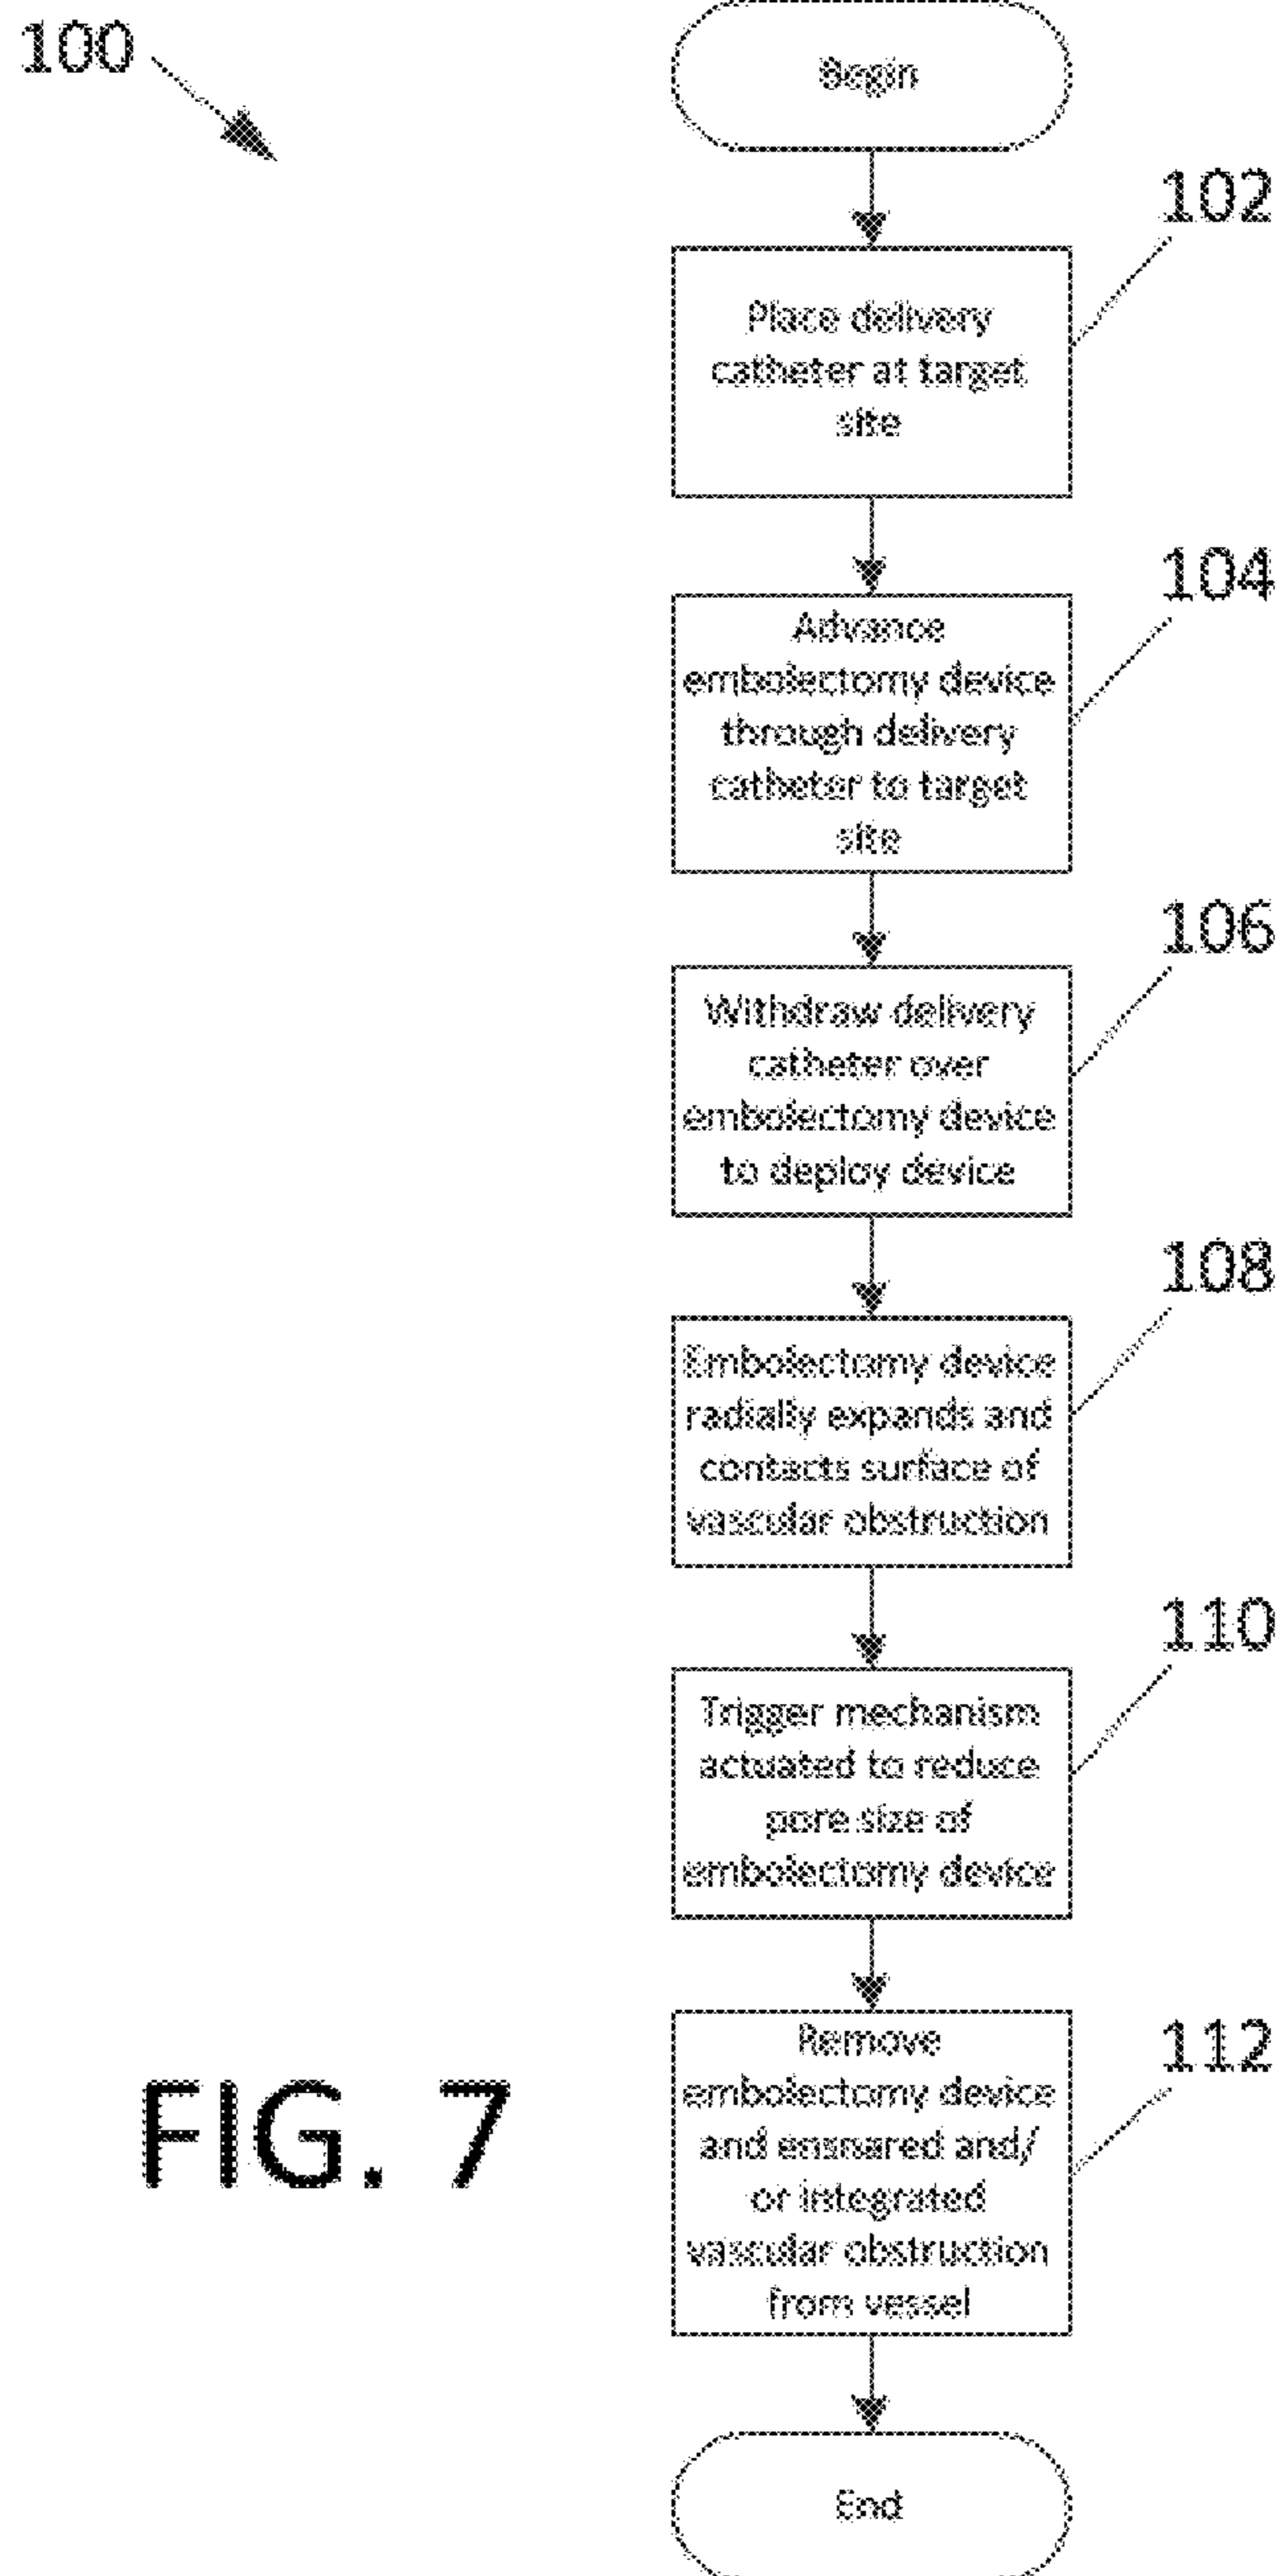 100
Begin
102
Place delivery
catheter at target
site
104
Advance
embolectomy device
through delivery
catheter to target
site
106
Withdraw delivery
catheter over
embolectomy device
to deploy device
108
Embolectomy device
radially expands and
contacts surface of
vascular obstruction
110
Trigger mechanism
actuated to reduce
pore size of
embolectomy device
112
Remove
embolectomy device
and ensnared and/
or integrated
vascular obstruction
from vessel
FIG. 7
End